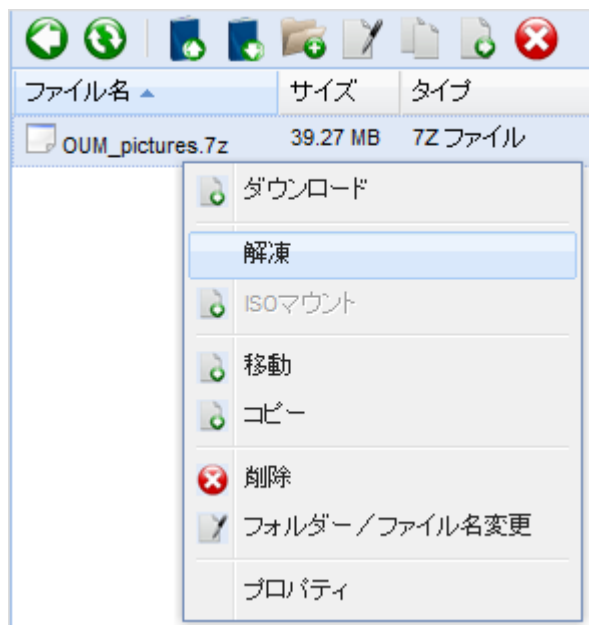 ファイル名 サイズ タイプ
OUM_pictures.7z 39.27 MB 7Z ファイル
ダウンロード
解凍
ISOマウント
移動
コピー
削除
フォルダー／ファイル名変更
プロパティ